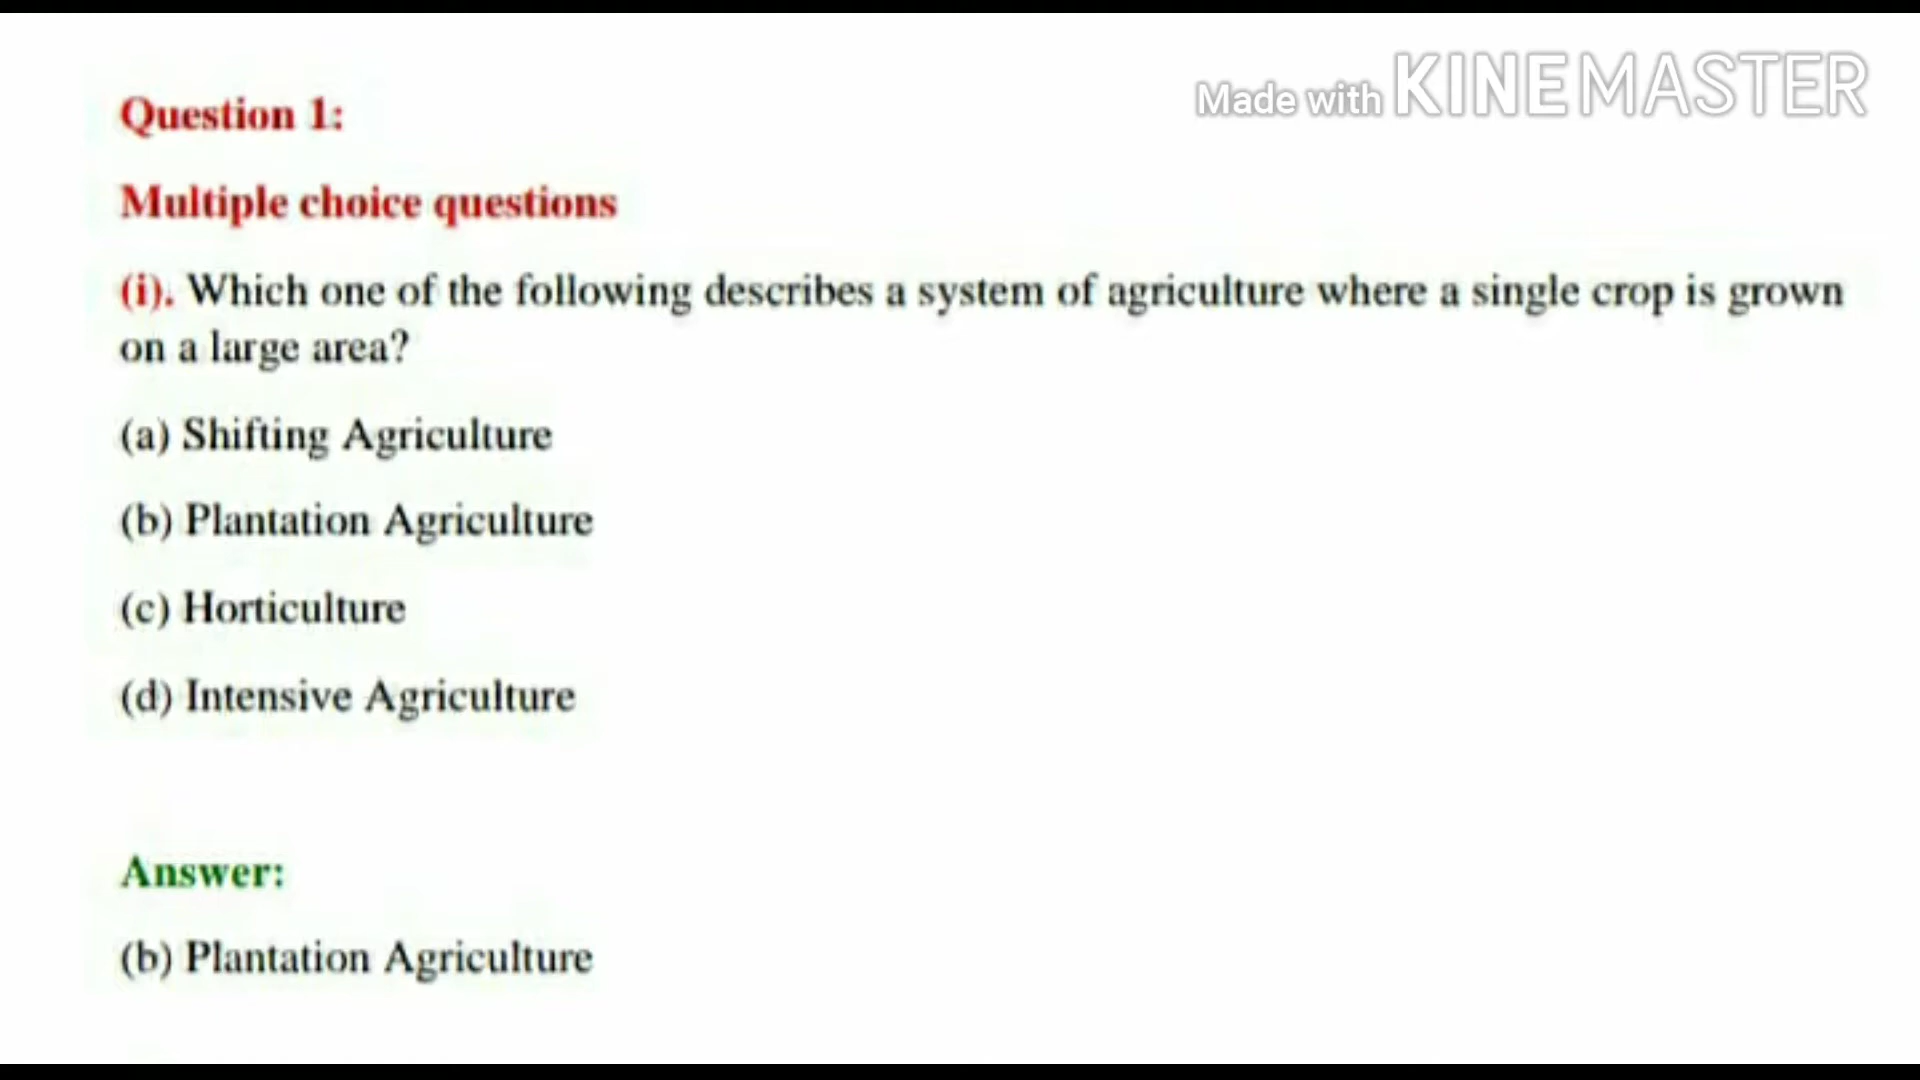 Made with KINEMASTER
Question 1:
Multiple choice questions
(i). Which one of the following describes a system of agriculture where a single crop is grown
on a large area?
(a) Shifting Agriculture
(b) Plantation Agriculture
(c) Horticulture
(d) Intensive Agriculture
Answer:
(b) Plantation Agriculture